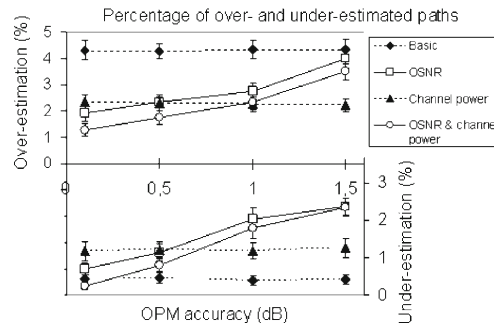 Percentage of over- and under-estimated paths
Over-estimation (%)
5
4
3
2
1
0
0
0,5
1
1,5
Basic
OSNR
Channel power
OSNR & channel
power
3
2
1
0
Under-estimation (%)
OPM accuracy (dB)